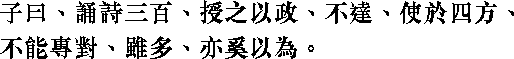 子曰、誦詩三百、授之以政、不達、使於四方、
不能專對、雖多、亦奚以為。